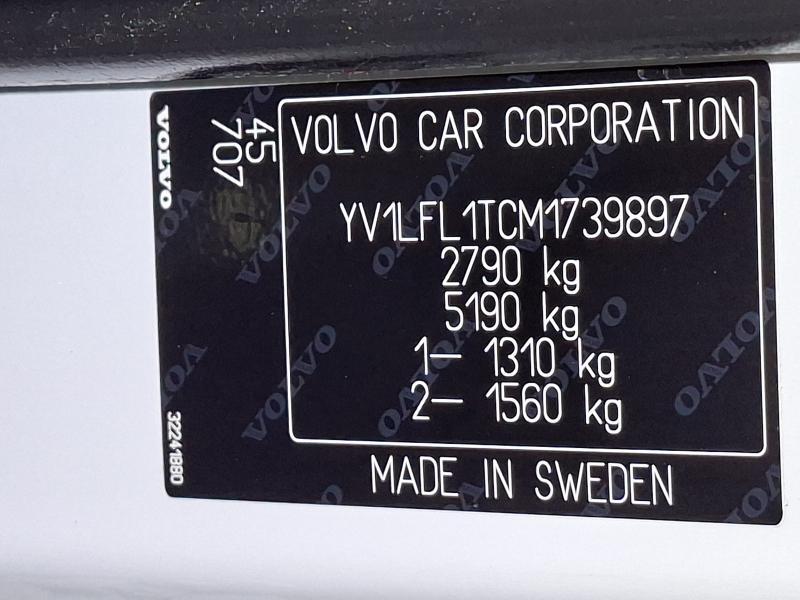 VOLVO
45
707
VOLVO CAR CORPORATION
YV1LFL1TCM1739897
2790 kg
5190 kg
1- 1310 kg
2- 1560 kg
MADE IN SWEDEN
32241880